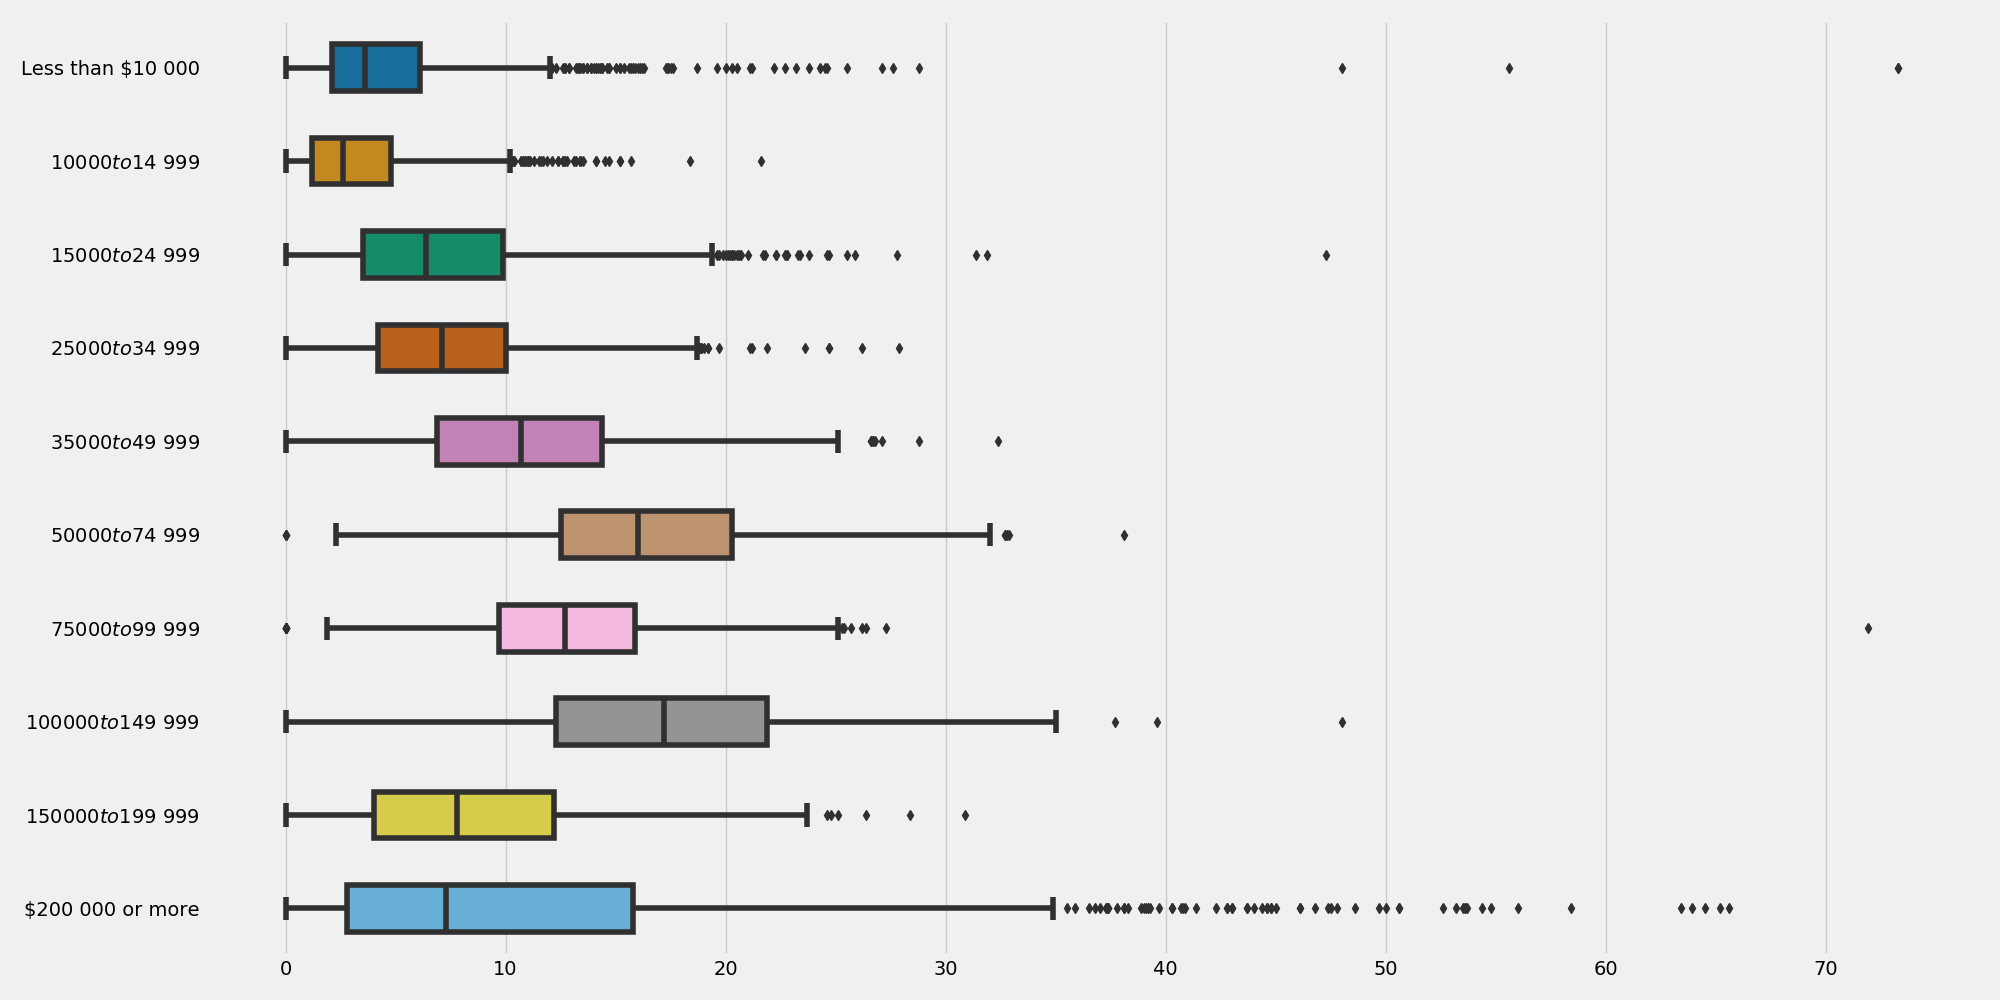 Less than $10 000
10000to14 999
15000to24 999
25000to34 999
35000to49 999
50000to74 999
75000to99 999
100000to149 999
150000to199 999
$200 000 or more
0 10 20 30 40 50 60 70